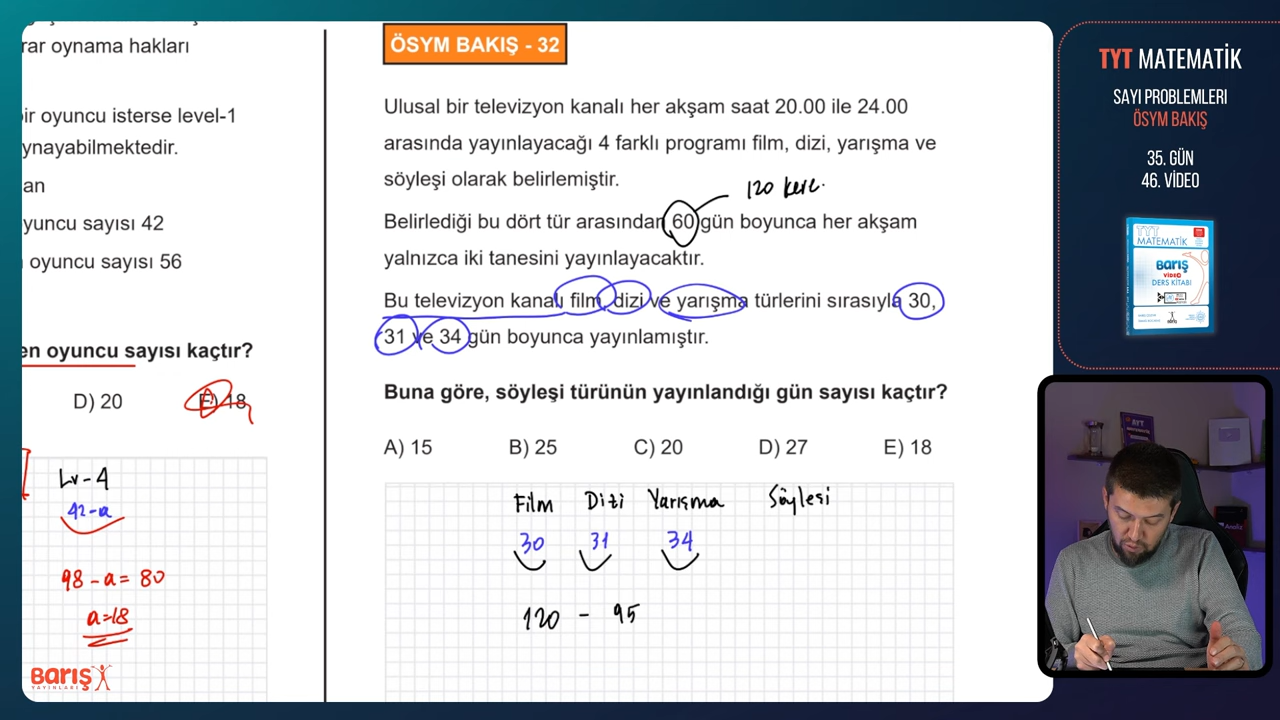 rar oynama hakları
ir oyuncu isterse level-1
ynayabilmektedir.
an
yuncu sayısı 42
oyuncu sayısı 56
en oyuncu sayısı kaçtır?
D) 20
E) 18
Lv-4
42-a
98-a= 80
a=18
BARIŞ
YAYINLARI
ÖSYM BAKIŞ - 32
Ulusal bir televizyon kanalı her akşam saat 20.00 ile 24.00
arasında yayınlayacağı 4 farklı programı film, dizi, yarışma ve
söyleşi olarak belirlemiştir.
120 kere.
Belirlediği bu dört tür arasından 60 gün boyunca her akşam
yalnızca iki tanesini yayınlayacaktır.
Bu televizyon kanalı film, dizi ve yarışma türlerini sırasıyla 30,
31 ve 34 gün boyunca yayınlamıştır.
Buna göre, söyleşi türünün yayınlandığı gün sayısı kaçtır?
A) 15 B) 25 C) 20 D) 27 E) 18
Film Dizi Yarışma Söyleşi
30 31 34
120 - 95
TYT MATEMATİK
SAYI PROBLEMLERI
ÖSYM BAKIŞ
35. GÜN
46. VİDEO
TYT
MATEMATİK
BARIŞ
VİDEO
DERS KİTABI